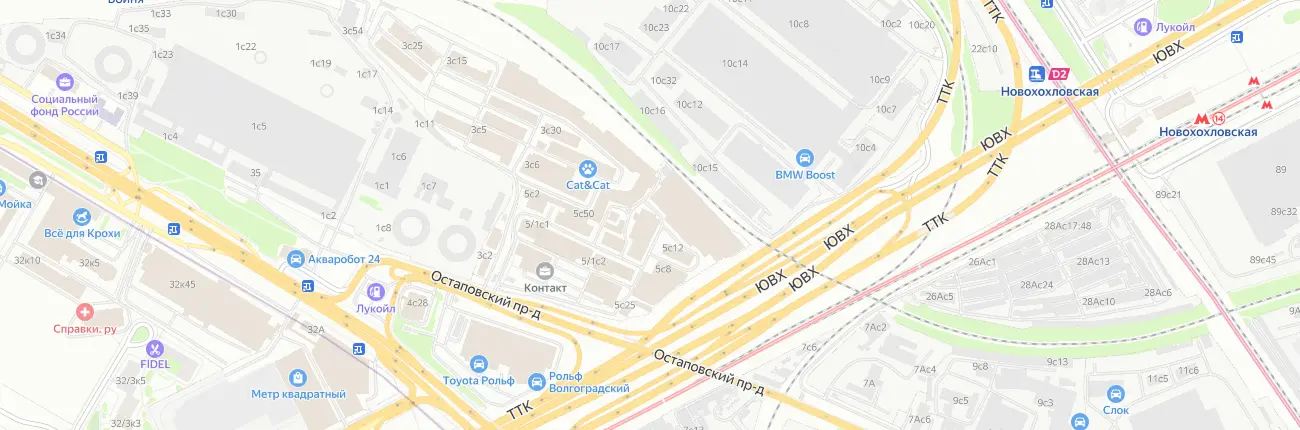 Бойня
1с34
1с30
1с35
1с33
1с22
3с54
3с25
3с15
1с19
1с39
Социальный
фонд России
1с14
1с4
1с5
1с11
3с5
3с30
1с6
3с6
Cat&Cat
35
1с1
1с7
5с2
5с50
1с2
5/1с1
1с8
3с2
5с12
5/1с2
5с8
Контакт
5с25
Мойка
Всё для Крохи
32к10
32к5
32к45
Акваробот 24
Лукойл
4с28
Остаповский пр-д
Справки.ру
32А
FIDEL
32/3к5
32/3к3
Метр квадратный
Toyota Рольф
Рольф
Волгоградский
ТТК
10с22
10с23
10с20
10с17
10с14
10с32
10с12
10с16
10с9
10с7
10с4
10с15
BMW Boost
22с10
ТТК
ТТК
ТТК
ТТК
ЮВХ
ЮВХ
ЮВХ
ЮВХ
ЮВХ
Лукойл
D2
Новохохловская
14
Новохохловская
89с21
89с32
89с45
28Ас17:48
26Ас1
28Ас13
28Ас24
28Ас6
26Ас5
28Ас10
7Ас2
7с6
7Ас4
9с8
9с13
9А
Остаповский пр-д
7Ас6
9с5
9с3
11с5
11с6
Слок